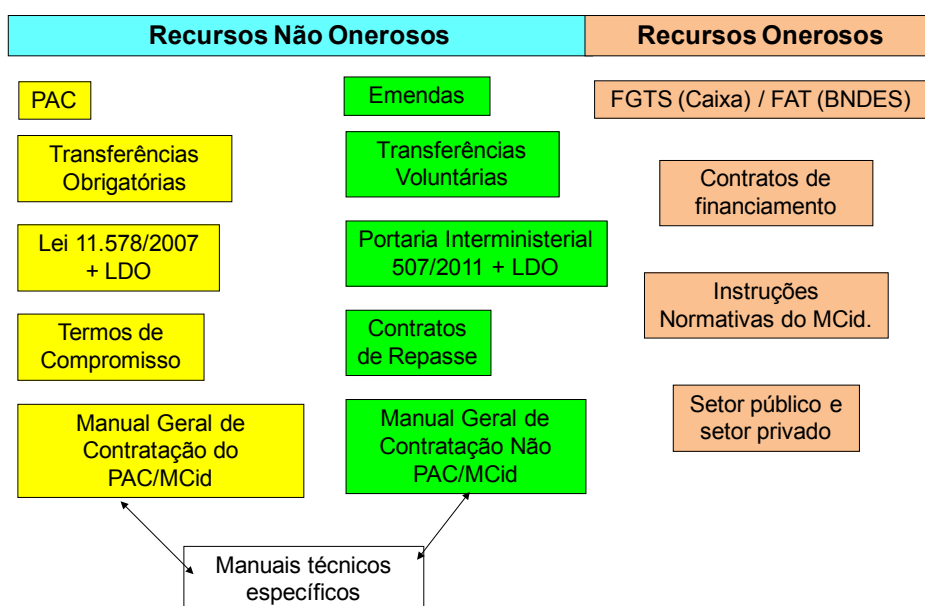 Recursos Não Onerosos
Recursos Onerosos
PAC
Emendas
FGTS (Caixa) / FAT (BNDES)
Transferências
Obrigatórias
Transferências
Voluntárias
Contratos de
financiamento
Lei 11.578/2007
+ LDO
Portaria Interministerial
507/2011 + LDO
Instruções
Normativas do MCid.
Termos de
Compromisso
Contratos
de Repasse
Setor público e
setor privado
Manual Geral de
Contratação do
PAC/MCid
Manual Geral de
Contratação Não
PAC/MCid
Manuais técnicos
específicos